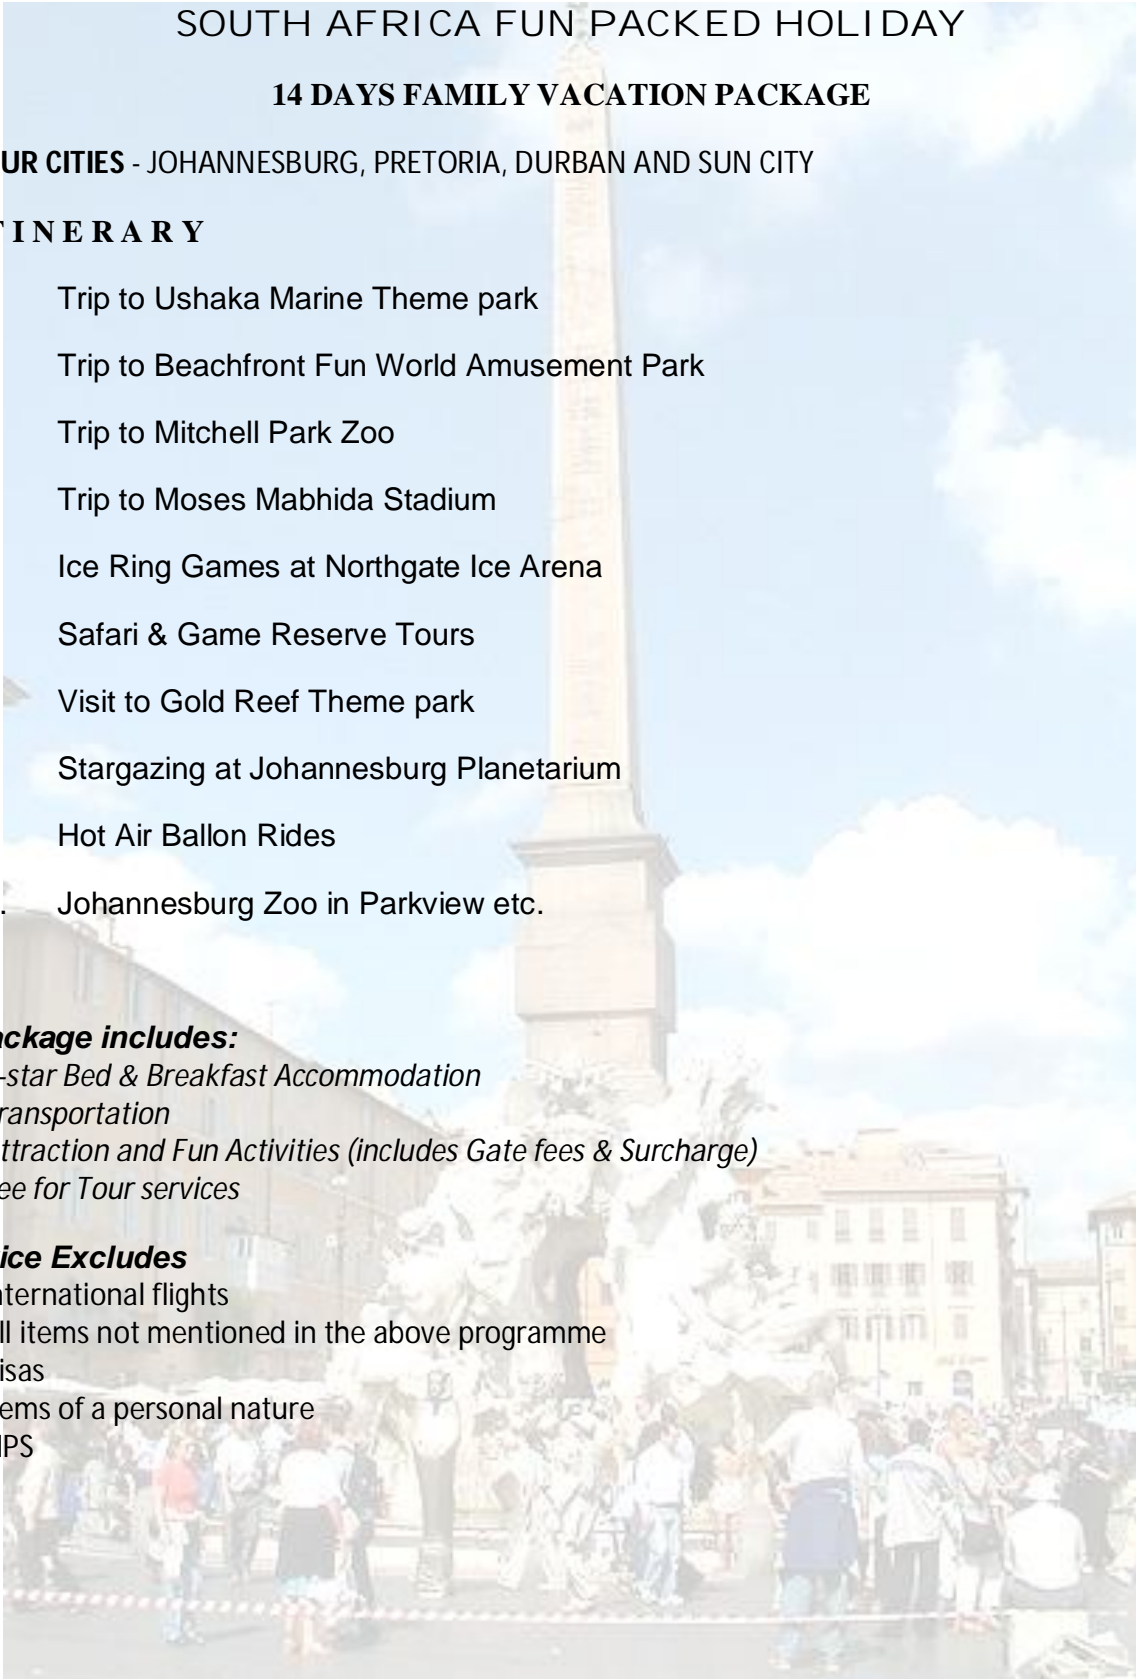 SOUTH AFRICA FUN PACKED HOLIDAY
14 DAYS FAMILY VACATION PACKAGE
UR CITIES - JOHANNESBURG, PRETORIA, DURBAN AND SUN CITY
TINERARY
Trip to Ushaka Marine Theme park
Trip to Beachfront Fun World Amusement Park
Trip to Mitchell Park Zoo
Trip to Moses Mabhida Stadium
Ice Ring Games at Northgate Ice Arena
Safari & Game Reserve Tours
Visit to Gold Reef Theme park
Stargazing at Johannesburg Planetarium
Hot Air Ballon Rides
. Johannesburg Zoo in Parkview etc.
ackage includes:
-star Bed & Breakfast Accommodation
ransportation
ttraction and Fun Activities (includes Gate fees & Surcharge)
ee for Tour services
ice Excludes
nternational flights
ll items not mentioned in the above programme
isas
ems of a personal nature
IPS